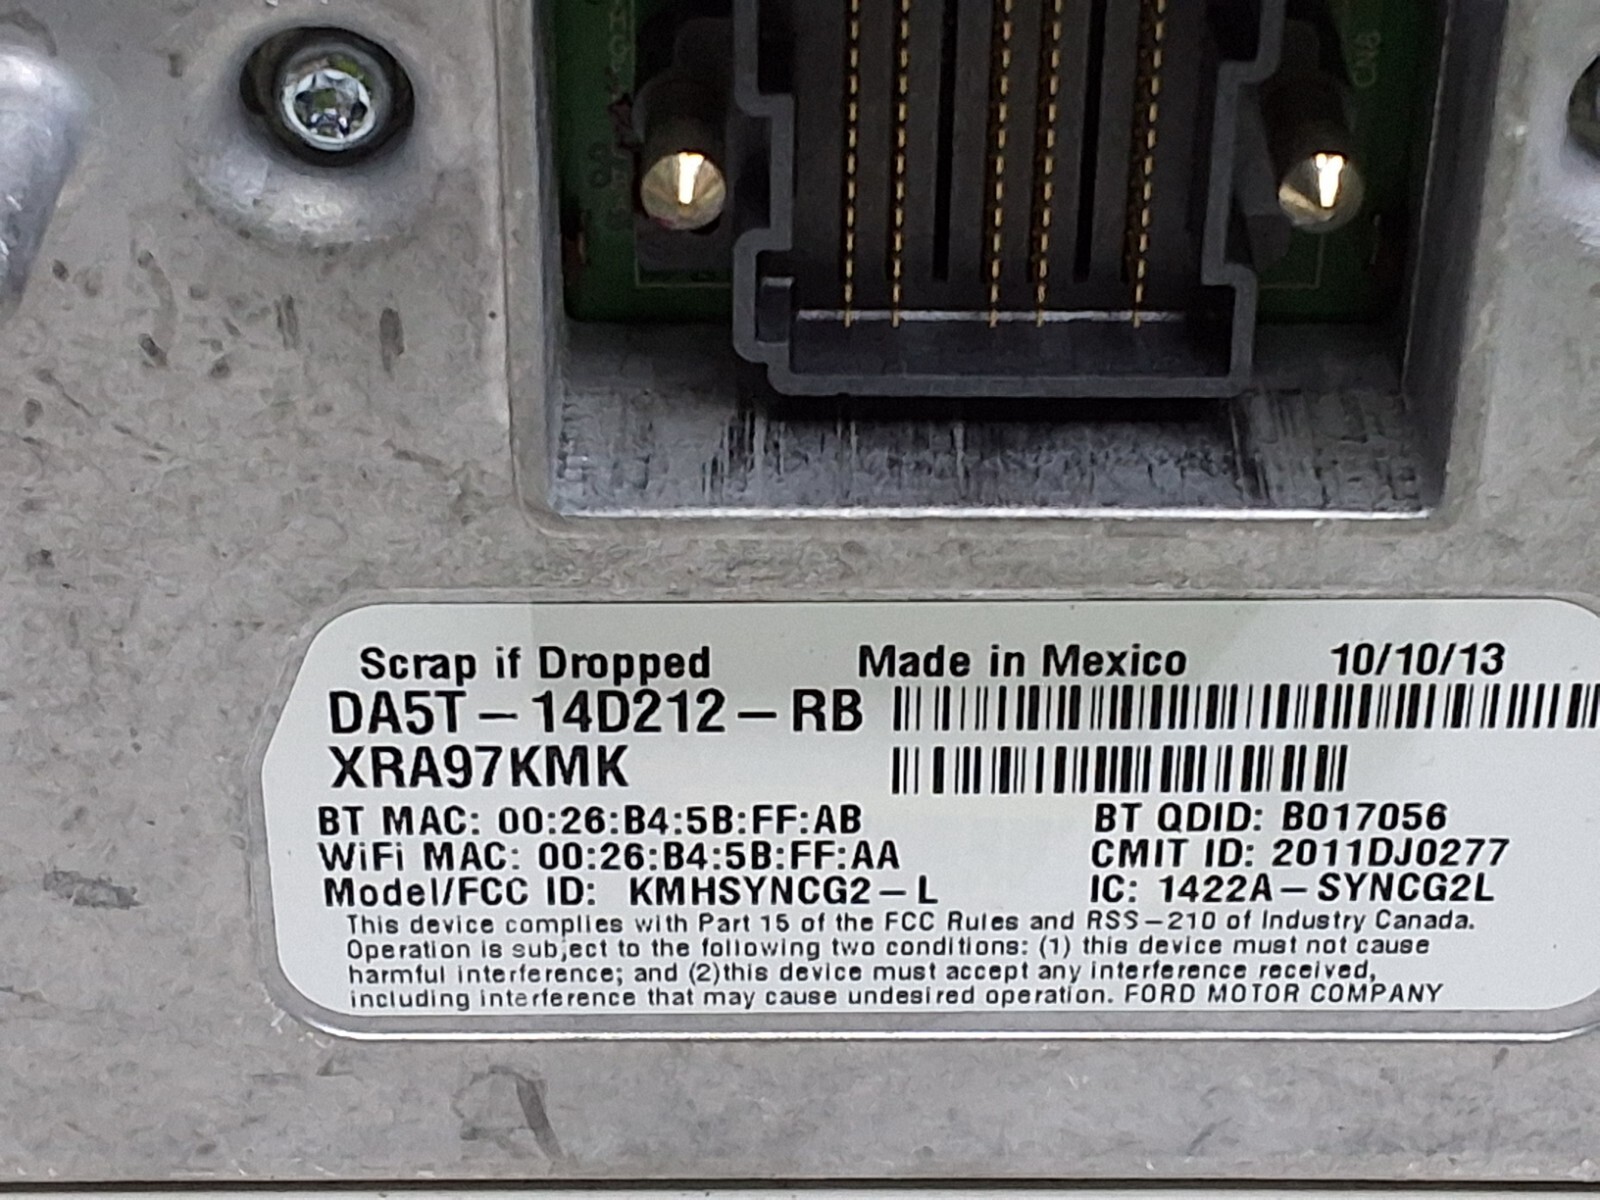 Scrap if Dropped Made in Mexico 10/10/13
DA5T-14D212-RB
XRA97KMK
BT MAC: 00:26:B4:5B:FF:AB BT QDID: B017056
WiFi MAC: 00:26:B4:5B:FF:AA CMIT ID: 2011DJ0277
Model/FCC ID: KMHSYNCG2-L IC: 1422A-SYNCG2L
This device complies with Part 15 of the FCC Rules and RSS-210 of Industry Canada.
Operation is subject to the following two conditions: (1) this device must not cause
harmful interference; and (2)this device must accept any interference received,
including interference that may cause undesired operation. FORD MOTOR COMPANY